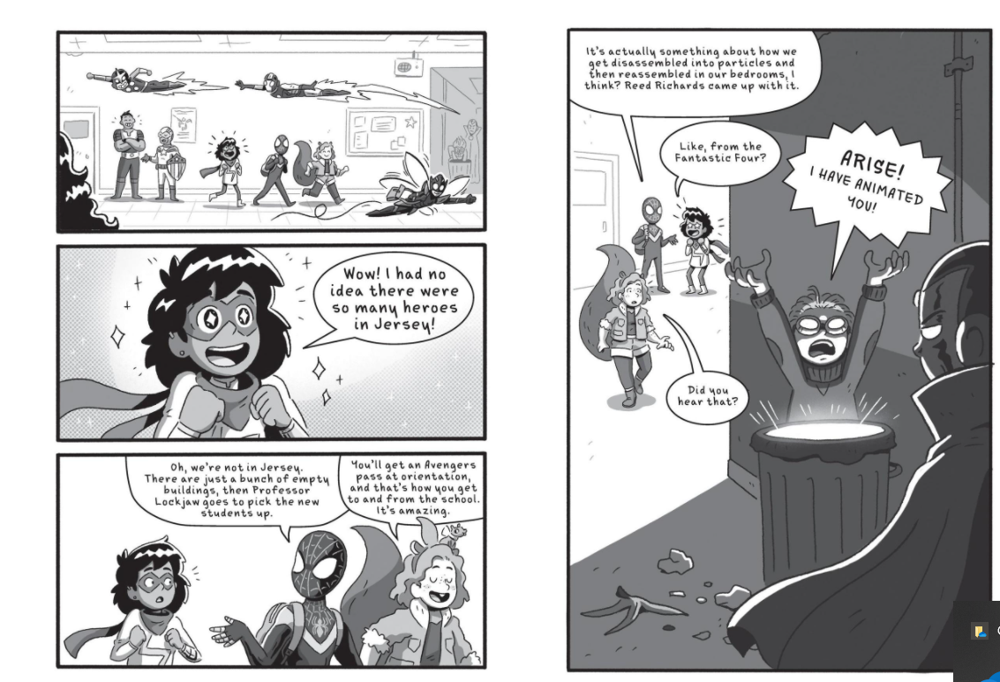 Wow! I had no
idea there were
so many heroes
in Jersey!
Oh, we're not in Jersey.
There are just a bunch of empty
buildings, then Professor
Lockjaw goes to pick the new
students up.
You'll get an Avengers
pass at orientation,
and that's how you get
to and from the school.
It's amazing.
It's actually something about how we
get disassembled into particles and
then reassembled in our bedrooms, I
think? Reed Richards came up with it.
Like, from the
Fantastic Four?
ARISE!
I HAVE ANIMATED
YOU!
Did you
hear that?